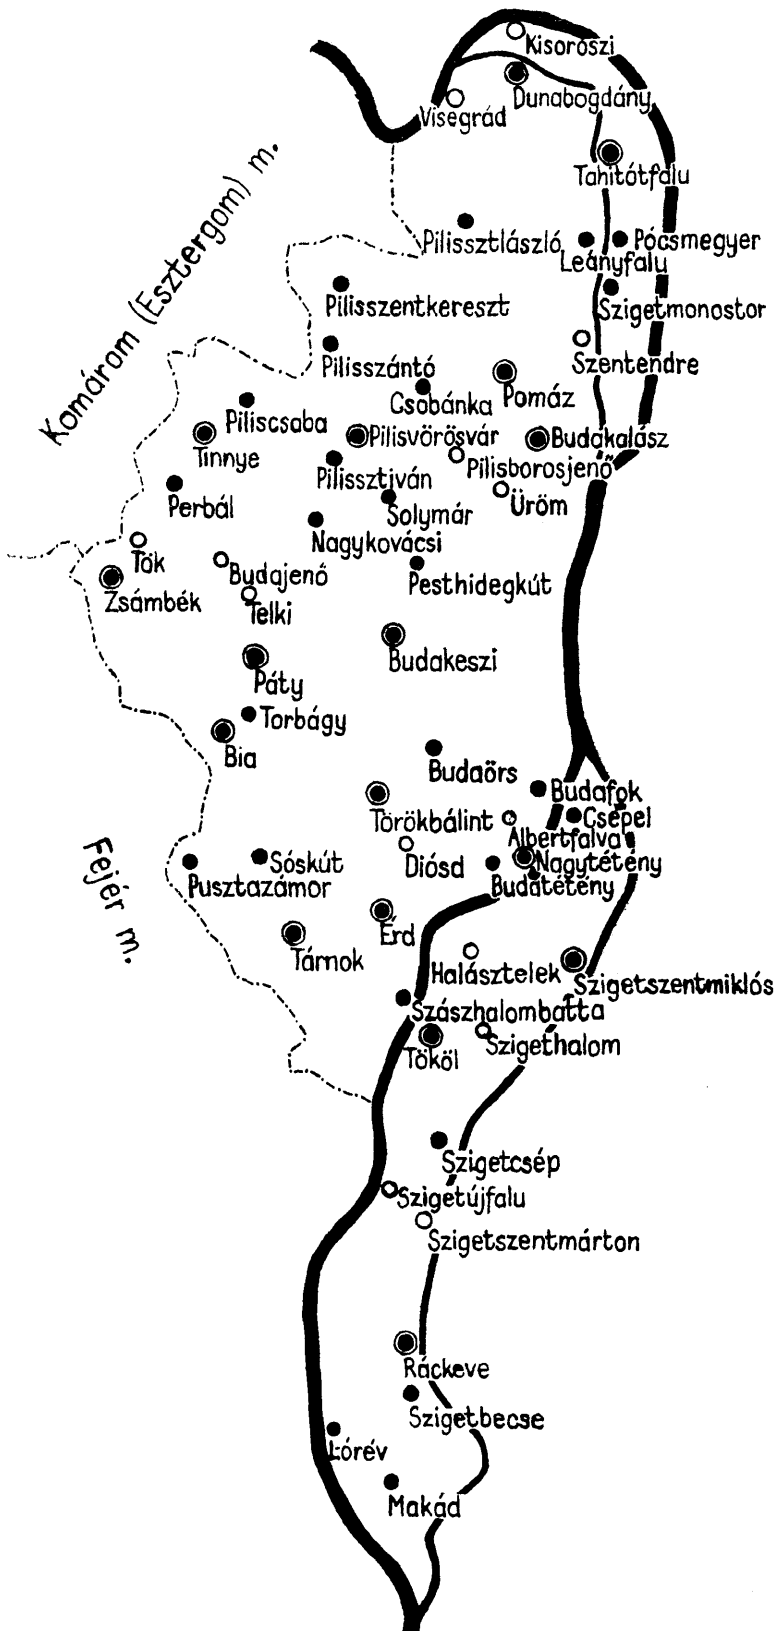 Kisoroszi
Dunabogdány
Visegrád
Tahitótfalu
Komárom (Esztergom) m.
Pilissztlászló
Pócsmegyer
Leányfalu
Pilisszentkereszt
Szigetmonostor
Pilisszántó
Szentendre
Csobánka
Pomáz
Piliscsaba
Pilisvörösvár
Budakalász
Tinnye
Pilissztiván
Pilisborosjenő
Perbál
Solymár
Üröm
Nagykovácsi
Tök
Budajenő
Pesthidegkút
Zsámbék
Telki
Budakeszi
Páty
Torbágy
Bia
Budaörs
Budafok
Törökbálint
Csepel
Albertfalva
Fejér m.
Sóskút
Diósd
Nagytétény
Pusztazámor
Budatétény
Érd
Tárnok
Halásztelek
Szigetszentmiklós
Százhalombatta
Tököl
Szigethalom
Szigetcsép
Szigetújfalu
Szigetszentmárton
Ráckeve
Szigetbecse
Lórév
Makád